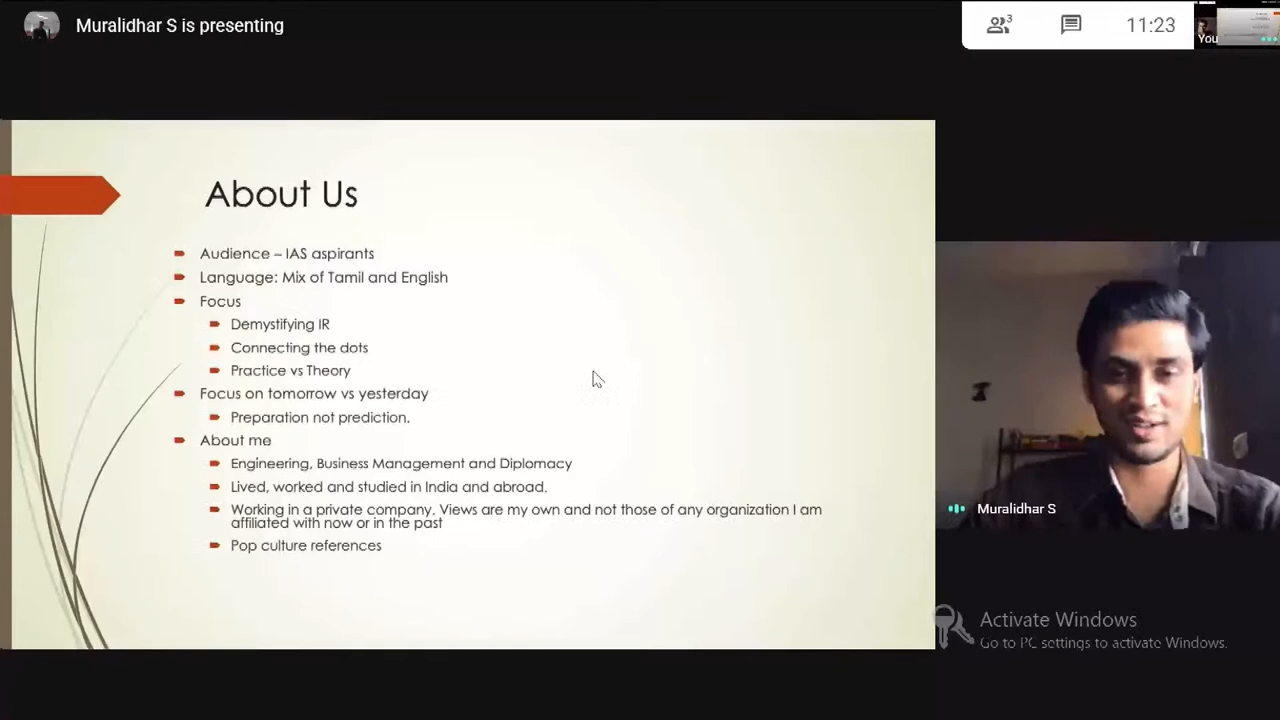 Muralidhar S is presenting
3
11:23
You
About Us
Audience – IAS aspirants
Language: Mix of Tamil and English
Focus
Demystifying IR
Connecting the dots
Practice vs Theory
Focus on tomorrow vs yesterday
Preparation not prediction.
About me
Engineering, Business Management and Diplomacy
Lived, worked and studied in India and abroad.
Working in a private company. Views are my own and not those of any organization I am
affiliated with now or in the past
Pop culture references
Muralidhar S
Activate Windows
Go to PC settings to activate Windows.